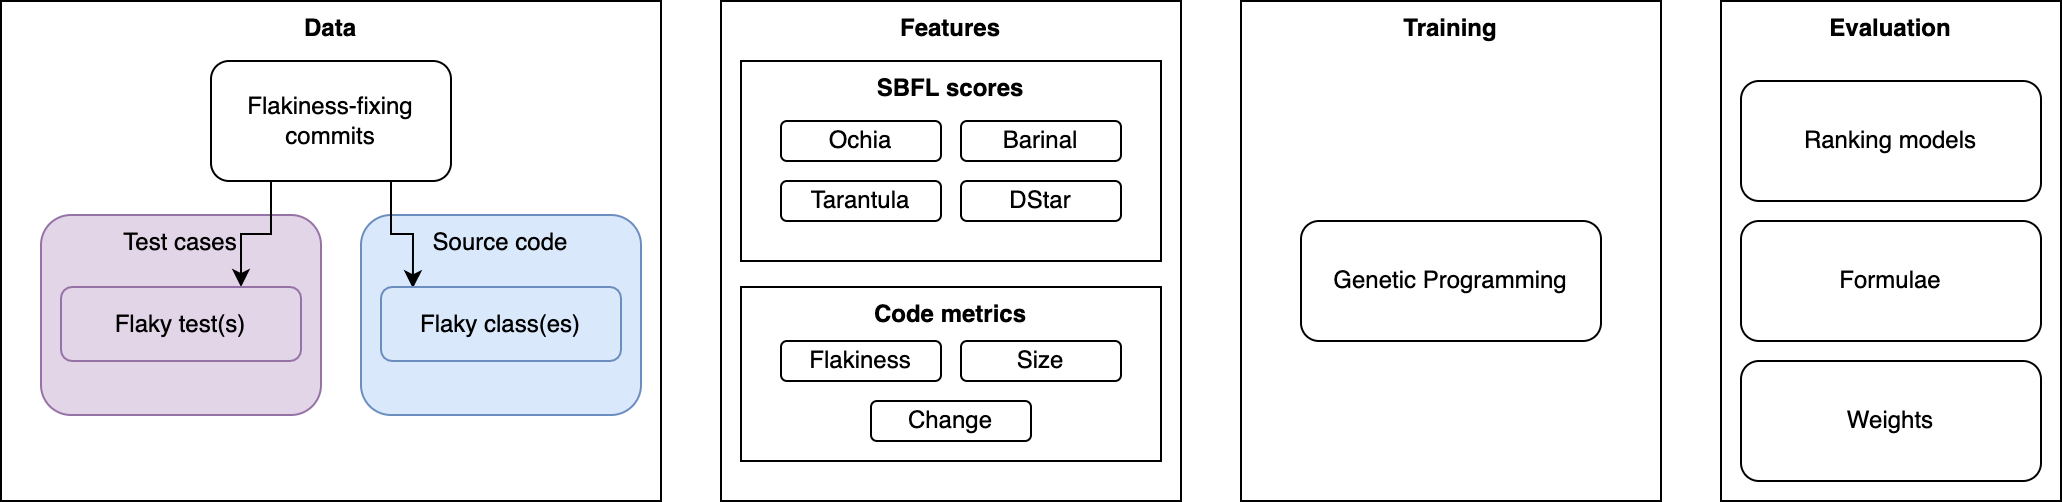 Data
Flakiness-fixing
commits
Test cases
Source code
Flaky test(s)
Flaky class(es)
Features
SBFL scores
Ochia
Barinal
Tarantula
DStar
Code metrics
Flakiness
Size
Change
Training
Genetic Programming
Evaluation
Ranking models
Formulae
Weights